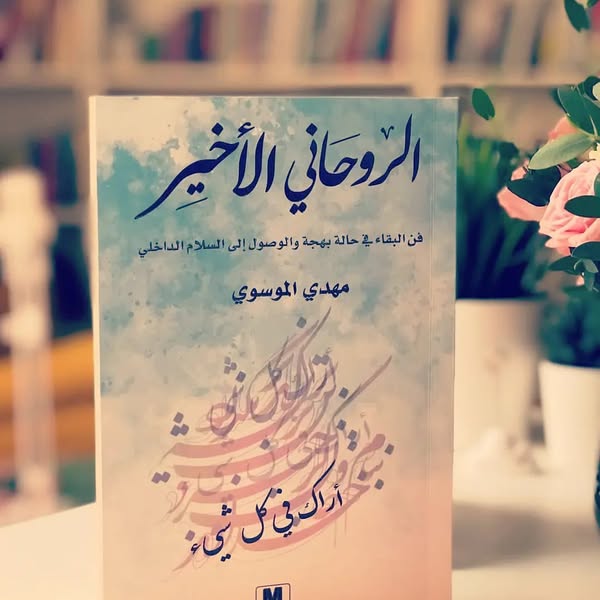 الروحاني الأخير
فن البقاء في حالة بهجة والوصول إلى السلام الداخلي
مهدي الموسوي
أراك في كل شيء
M